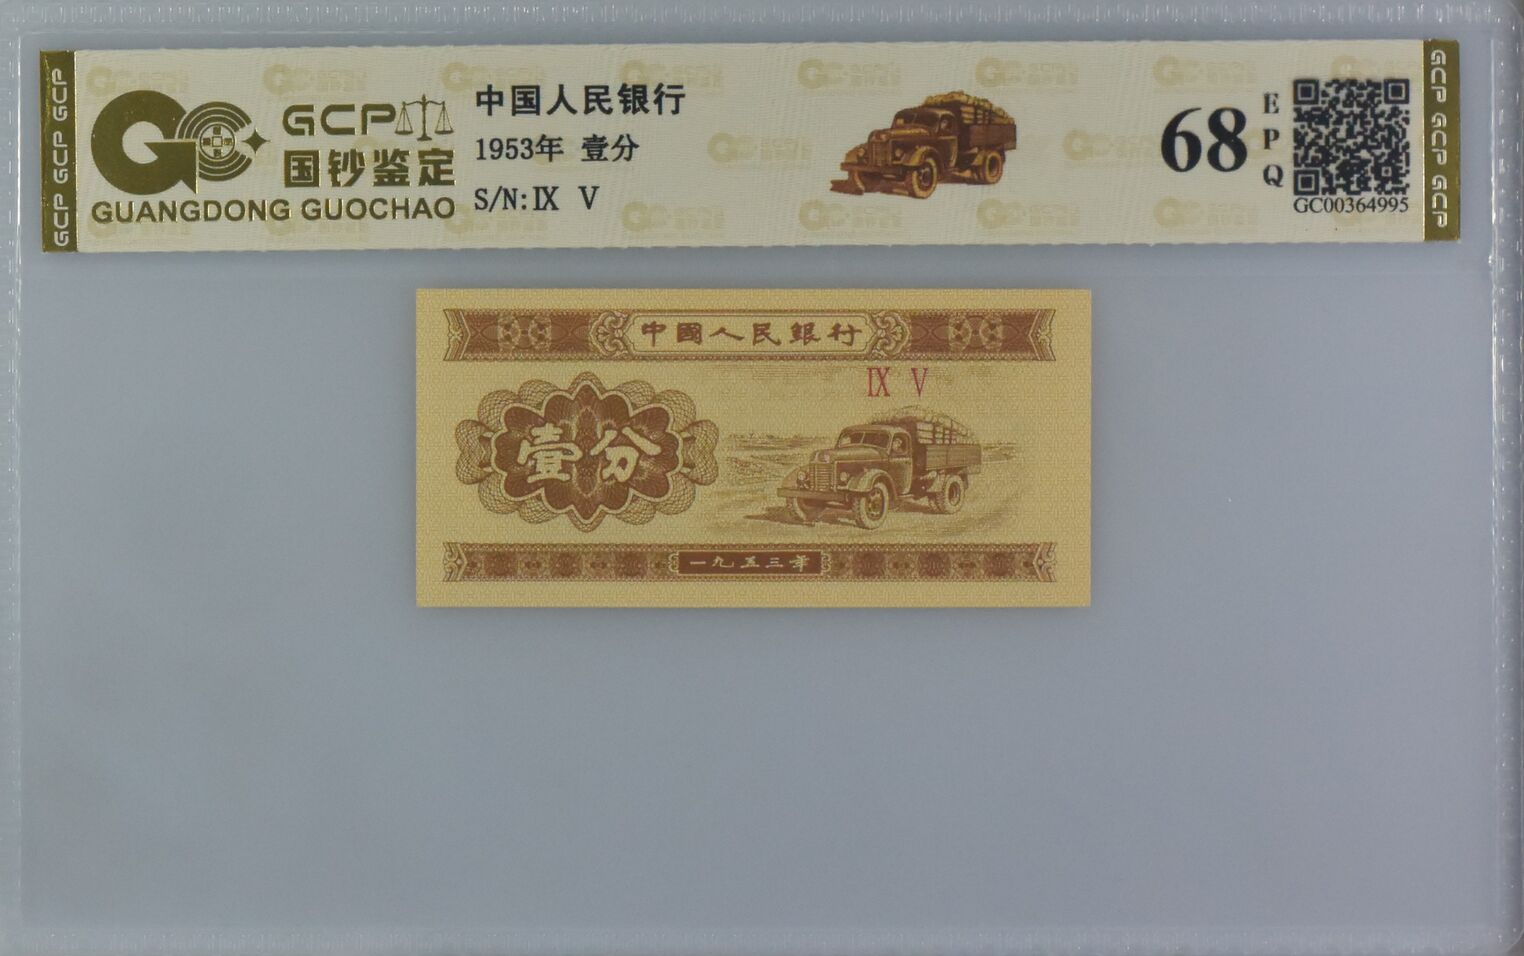 GCP GCP GCP
GCP
国钞鉴定
GUANGDONG GUOCHAO
中国人民银行
1953年 壹分
S/N:Ⅸ Ⅴ
68
E
P
Q
GC00364995
GCP GCP GCP
中國人民銀行
Ⅸ Ⅴ
壹分
一九五三年